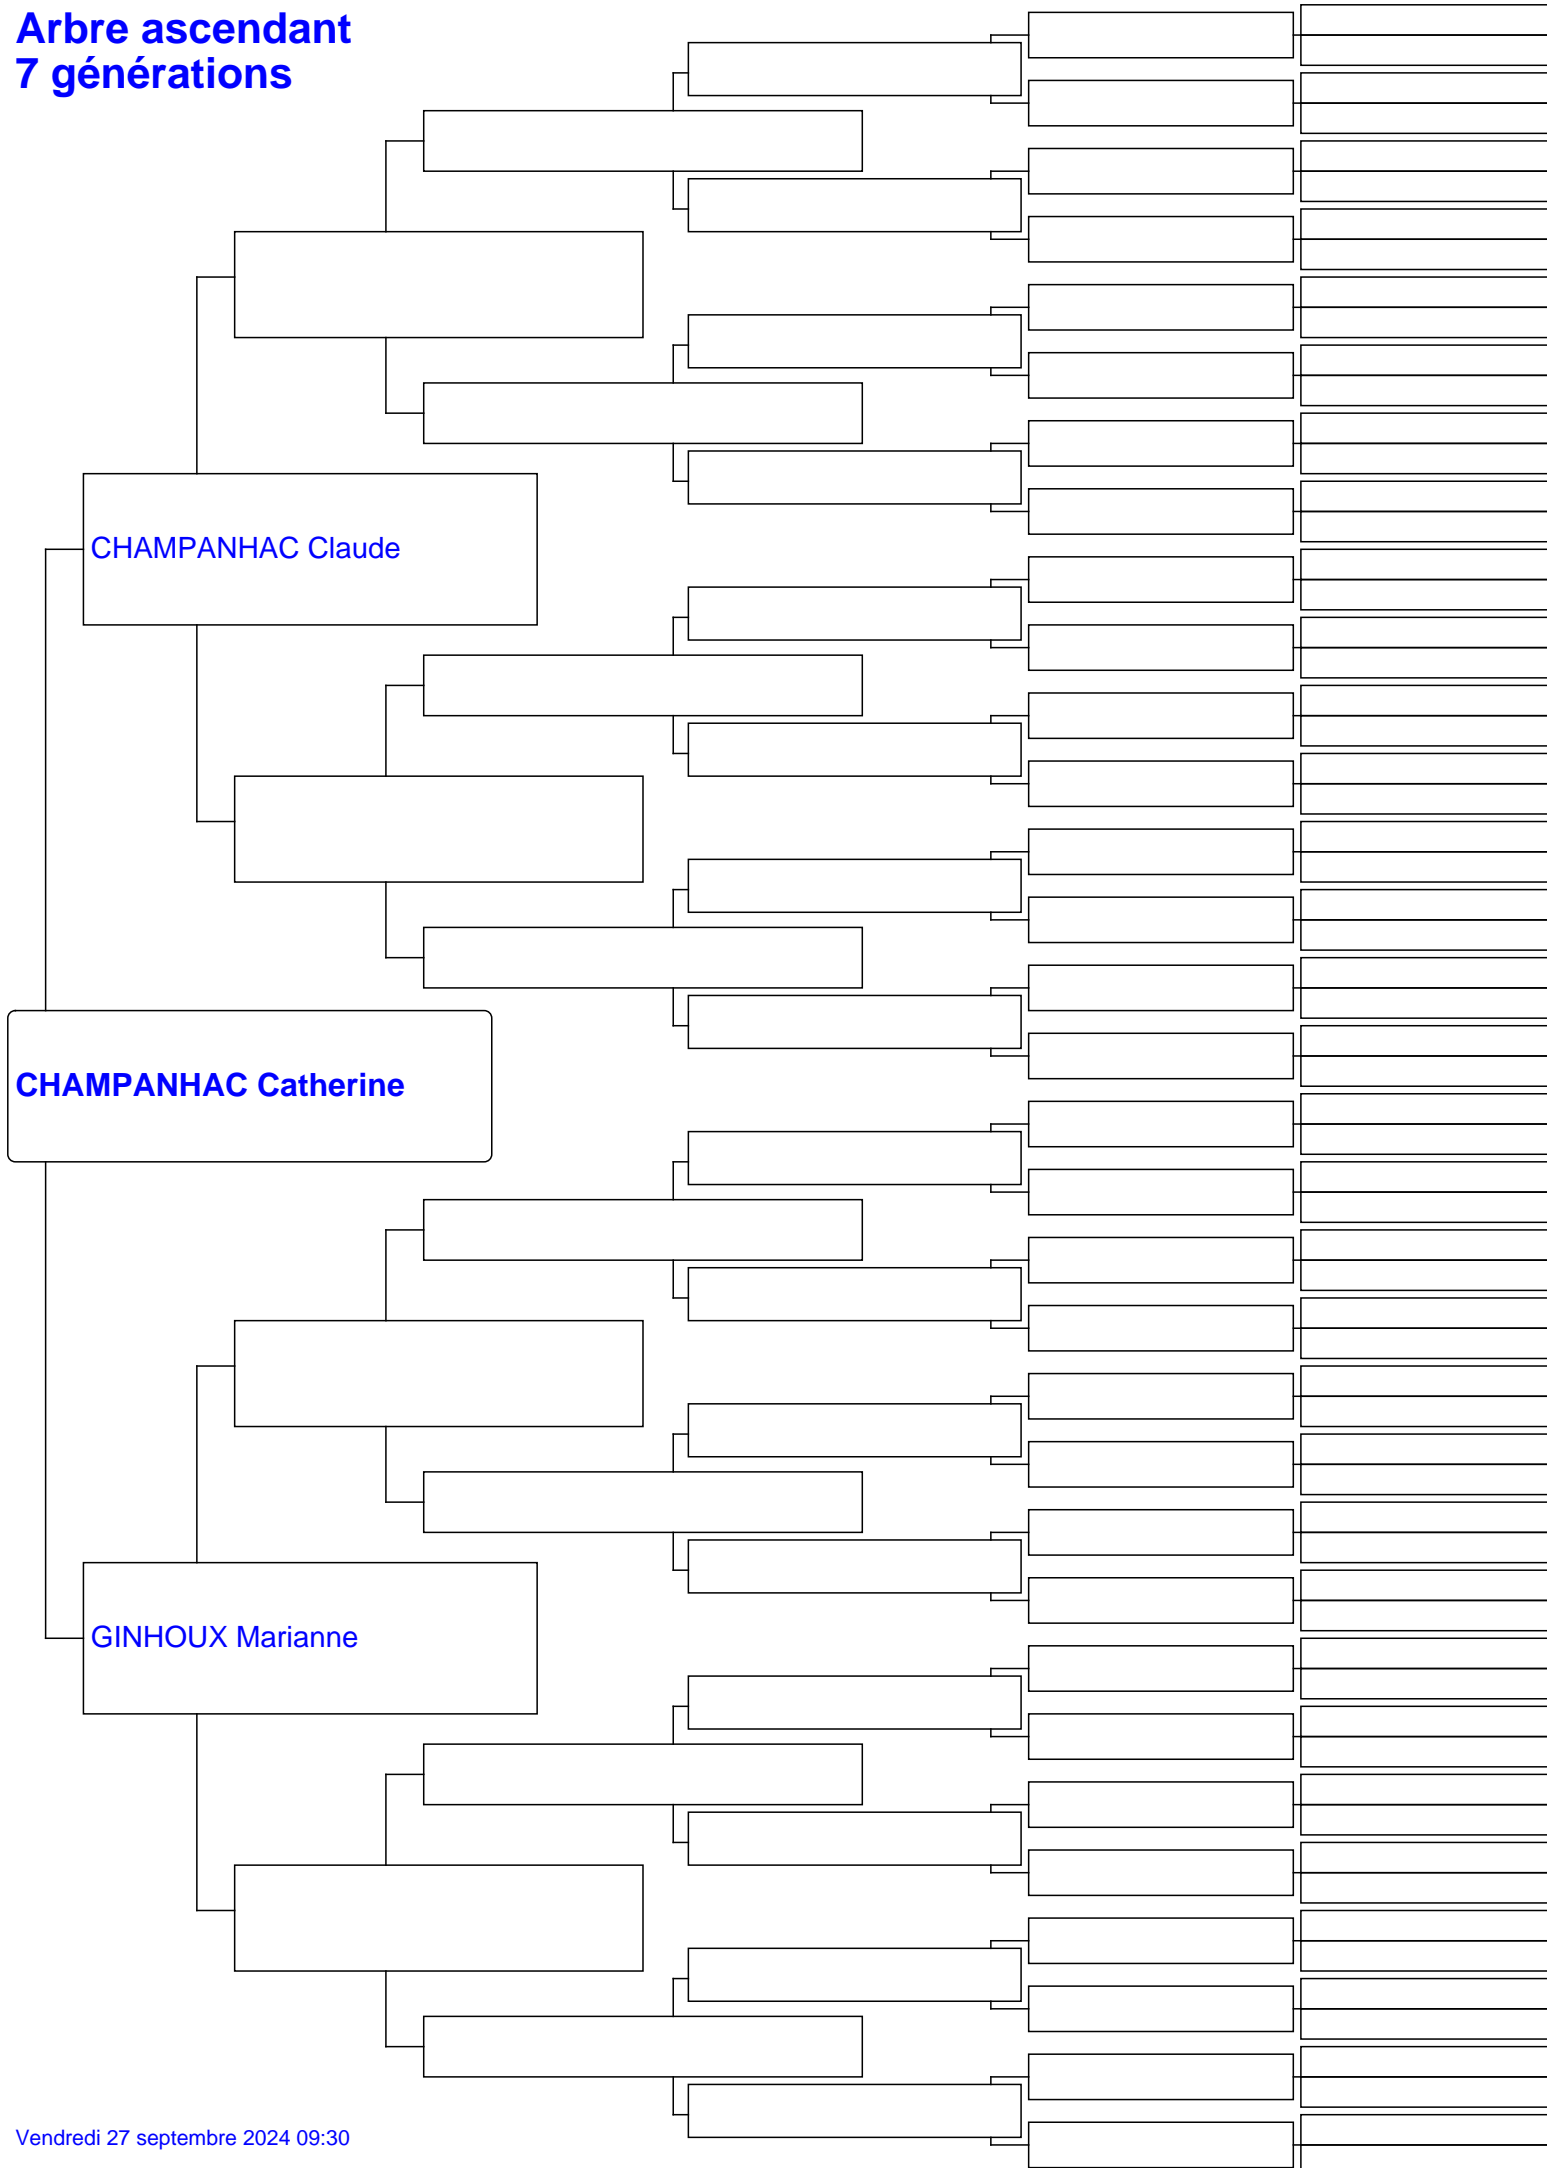 Arbre ascendant
7 générations
CHAMPANHAC Claude
CHAMPANHAC Catherine
GINHOUX Marianne
Vendredi 27 septembre 2024 09:30